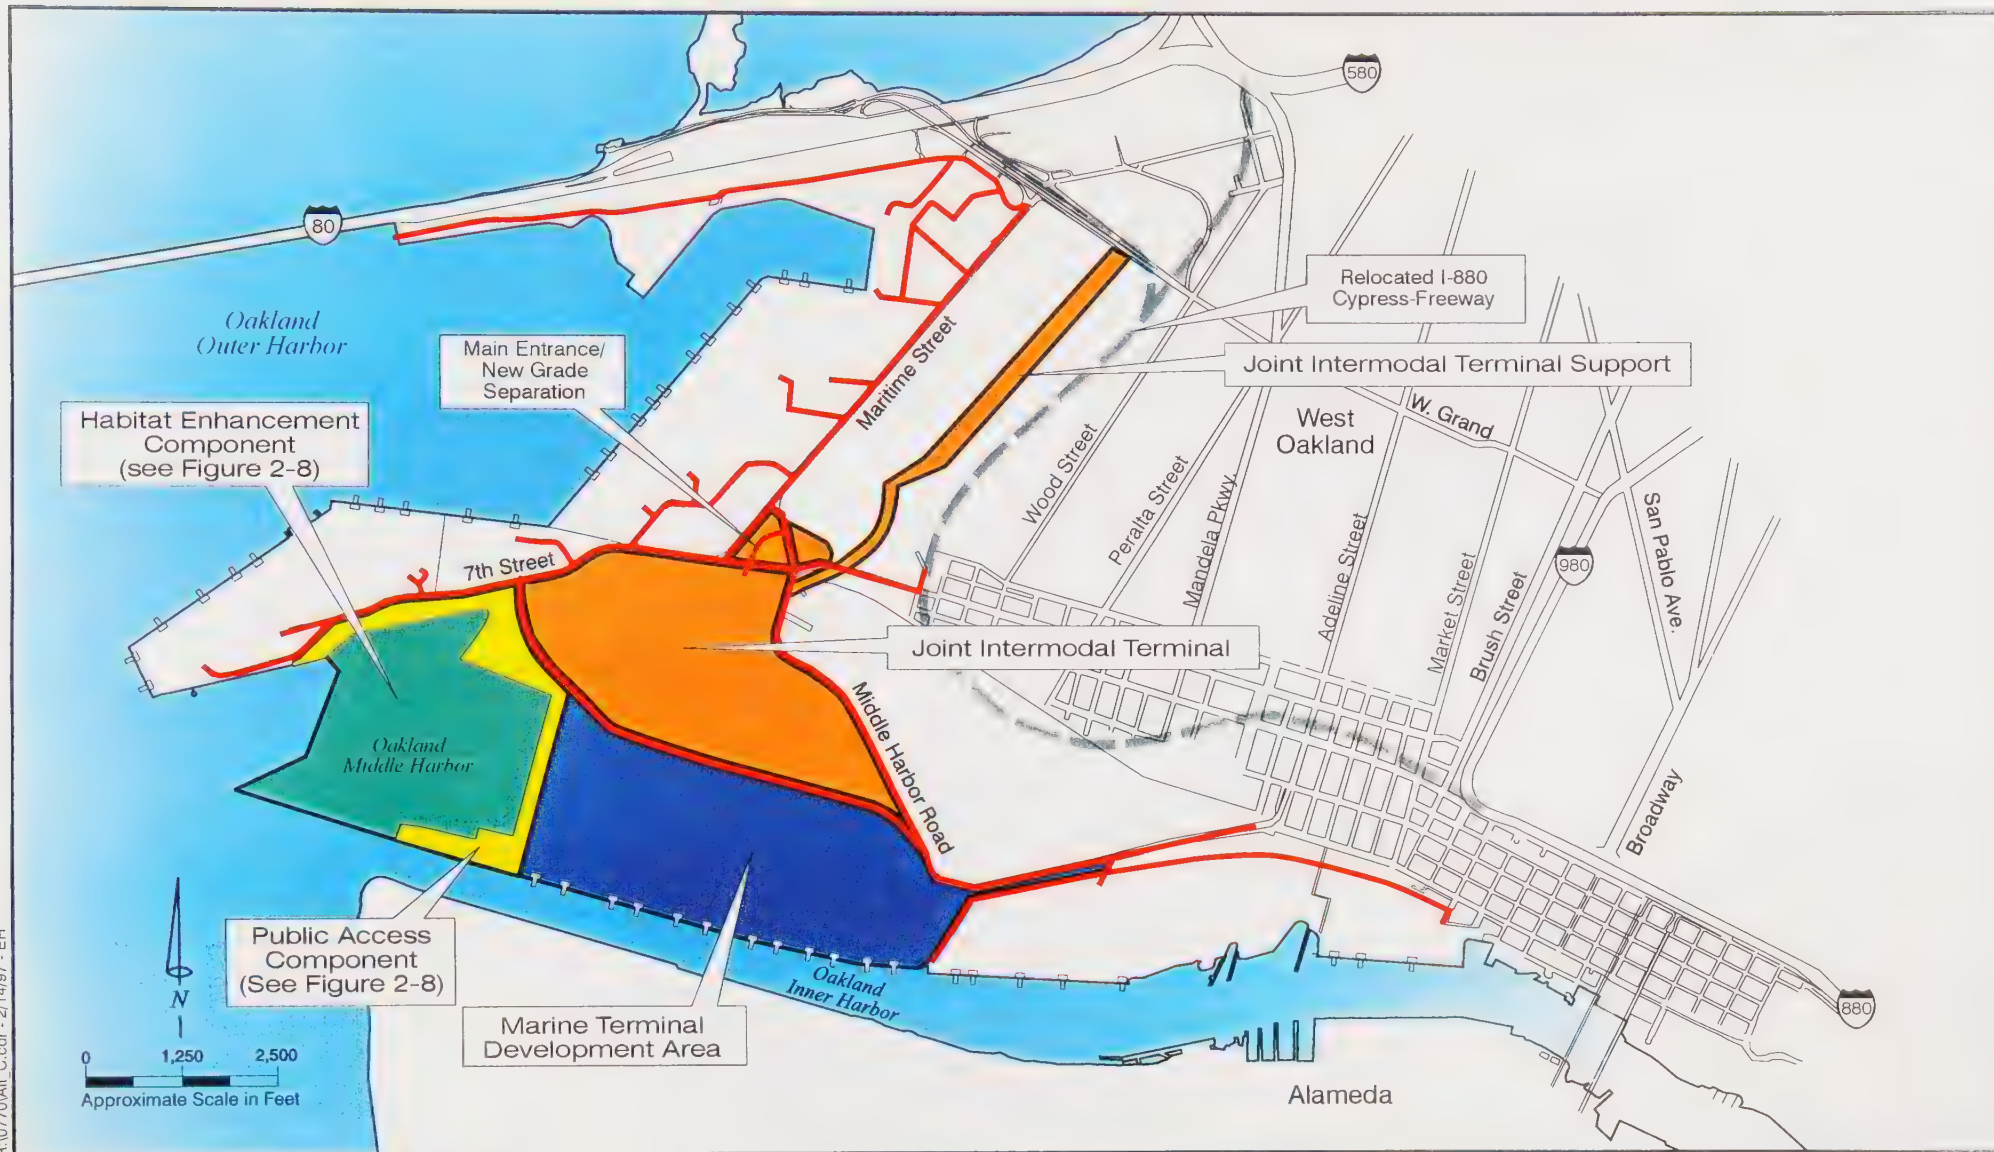 580
80
Oakland
Outer Harbor
Relocated I-880
Cypress-Freeway
Main Entrance/
New Grade
Separation
Maritime Street
Joint Intermodal Terminal Support
Habitat Enhancement
Component
(see Figure 2-8)
West
Oakland
W. Grand
Wood Street
Peralta Street
Mandela Pkwy.
Adeline Street
Market Street
Brush Street
980
San Pablo Ave.
7th Street
Joint Intermodal Terminal
Oakland
Middle Harbor
Middle Harbor Road
Broadway
Public Access
Component
(See Figure 2-8)
Oakland
Inner Harbor
Marine Terminal
Development Area
880
N
0 1,250 2,500
Approximate Scale in Feet
Alameda